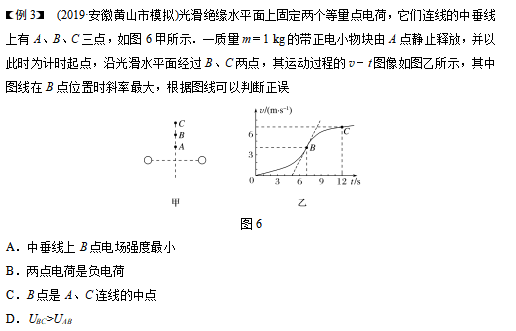 【例3】 (2019·安徽黄山市模拟)光滑绝缘水平面上固定两个等量点电荷，它们连线的中垂线
上有 A、B、C 三点，如图 6 甲所示．一质量 m＝1 kg 的带正电小物块由 A 点静止释放，并以
此时为计时起点，沿光滑水平面经过 B、C 两点，其运动过程的 v－t 图像如图乙所示，其中
图线在 B 点位置时斜率最大，根据图线可以判断正误
C
B
A
甲
v/(m·s⁻¹)
6
3
0 3 6 9 12 t/s
B
C
乙
图 6
A．中垂线上 B 点电场强度最小
B．两点电荷是负电荷
C．B 点是 A、C 连线的中点
D．U_BC>U_AB